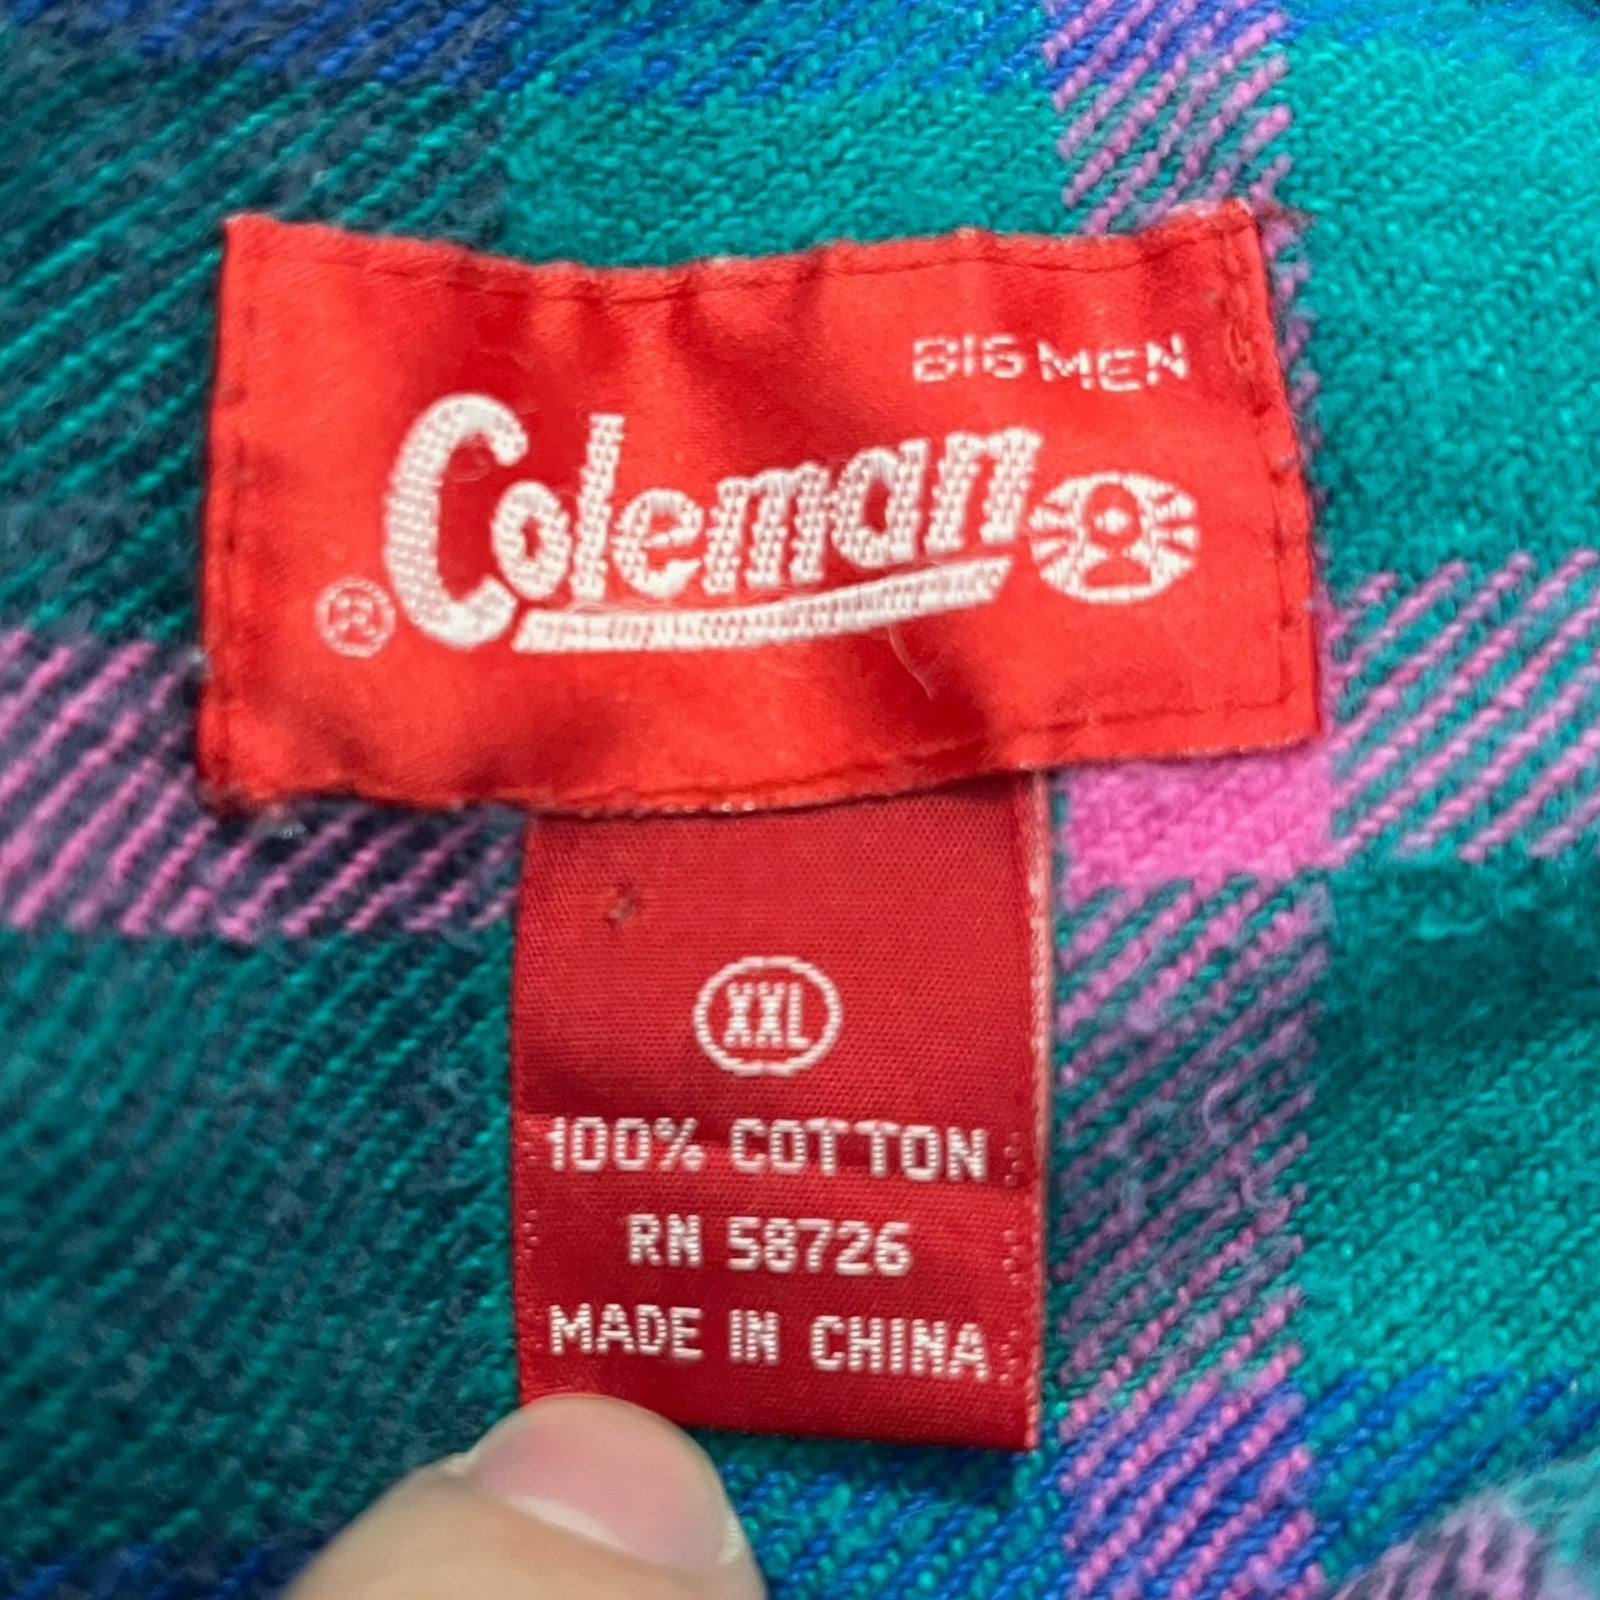 BIG MEN
® Coleman
XXL
100% COTTON
RN 58726
MADE IN CHINA